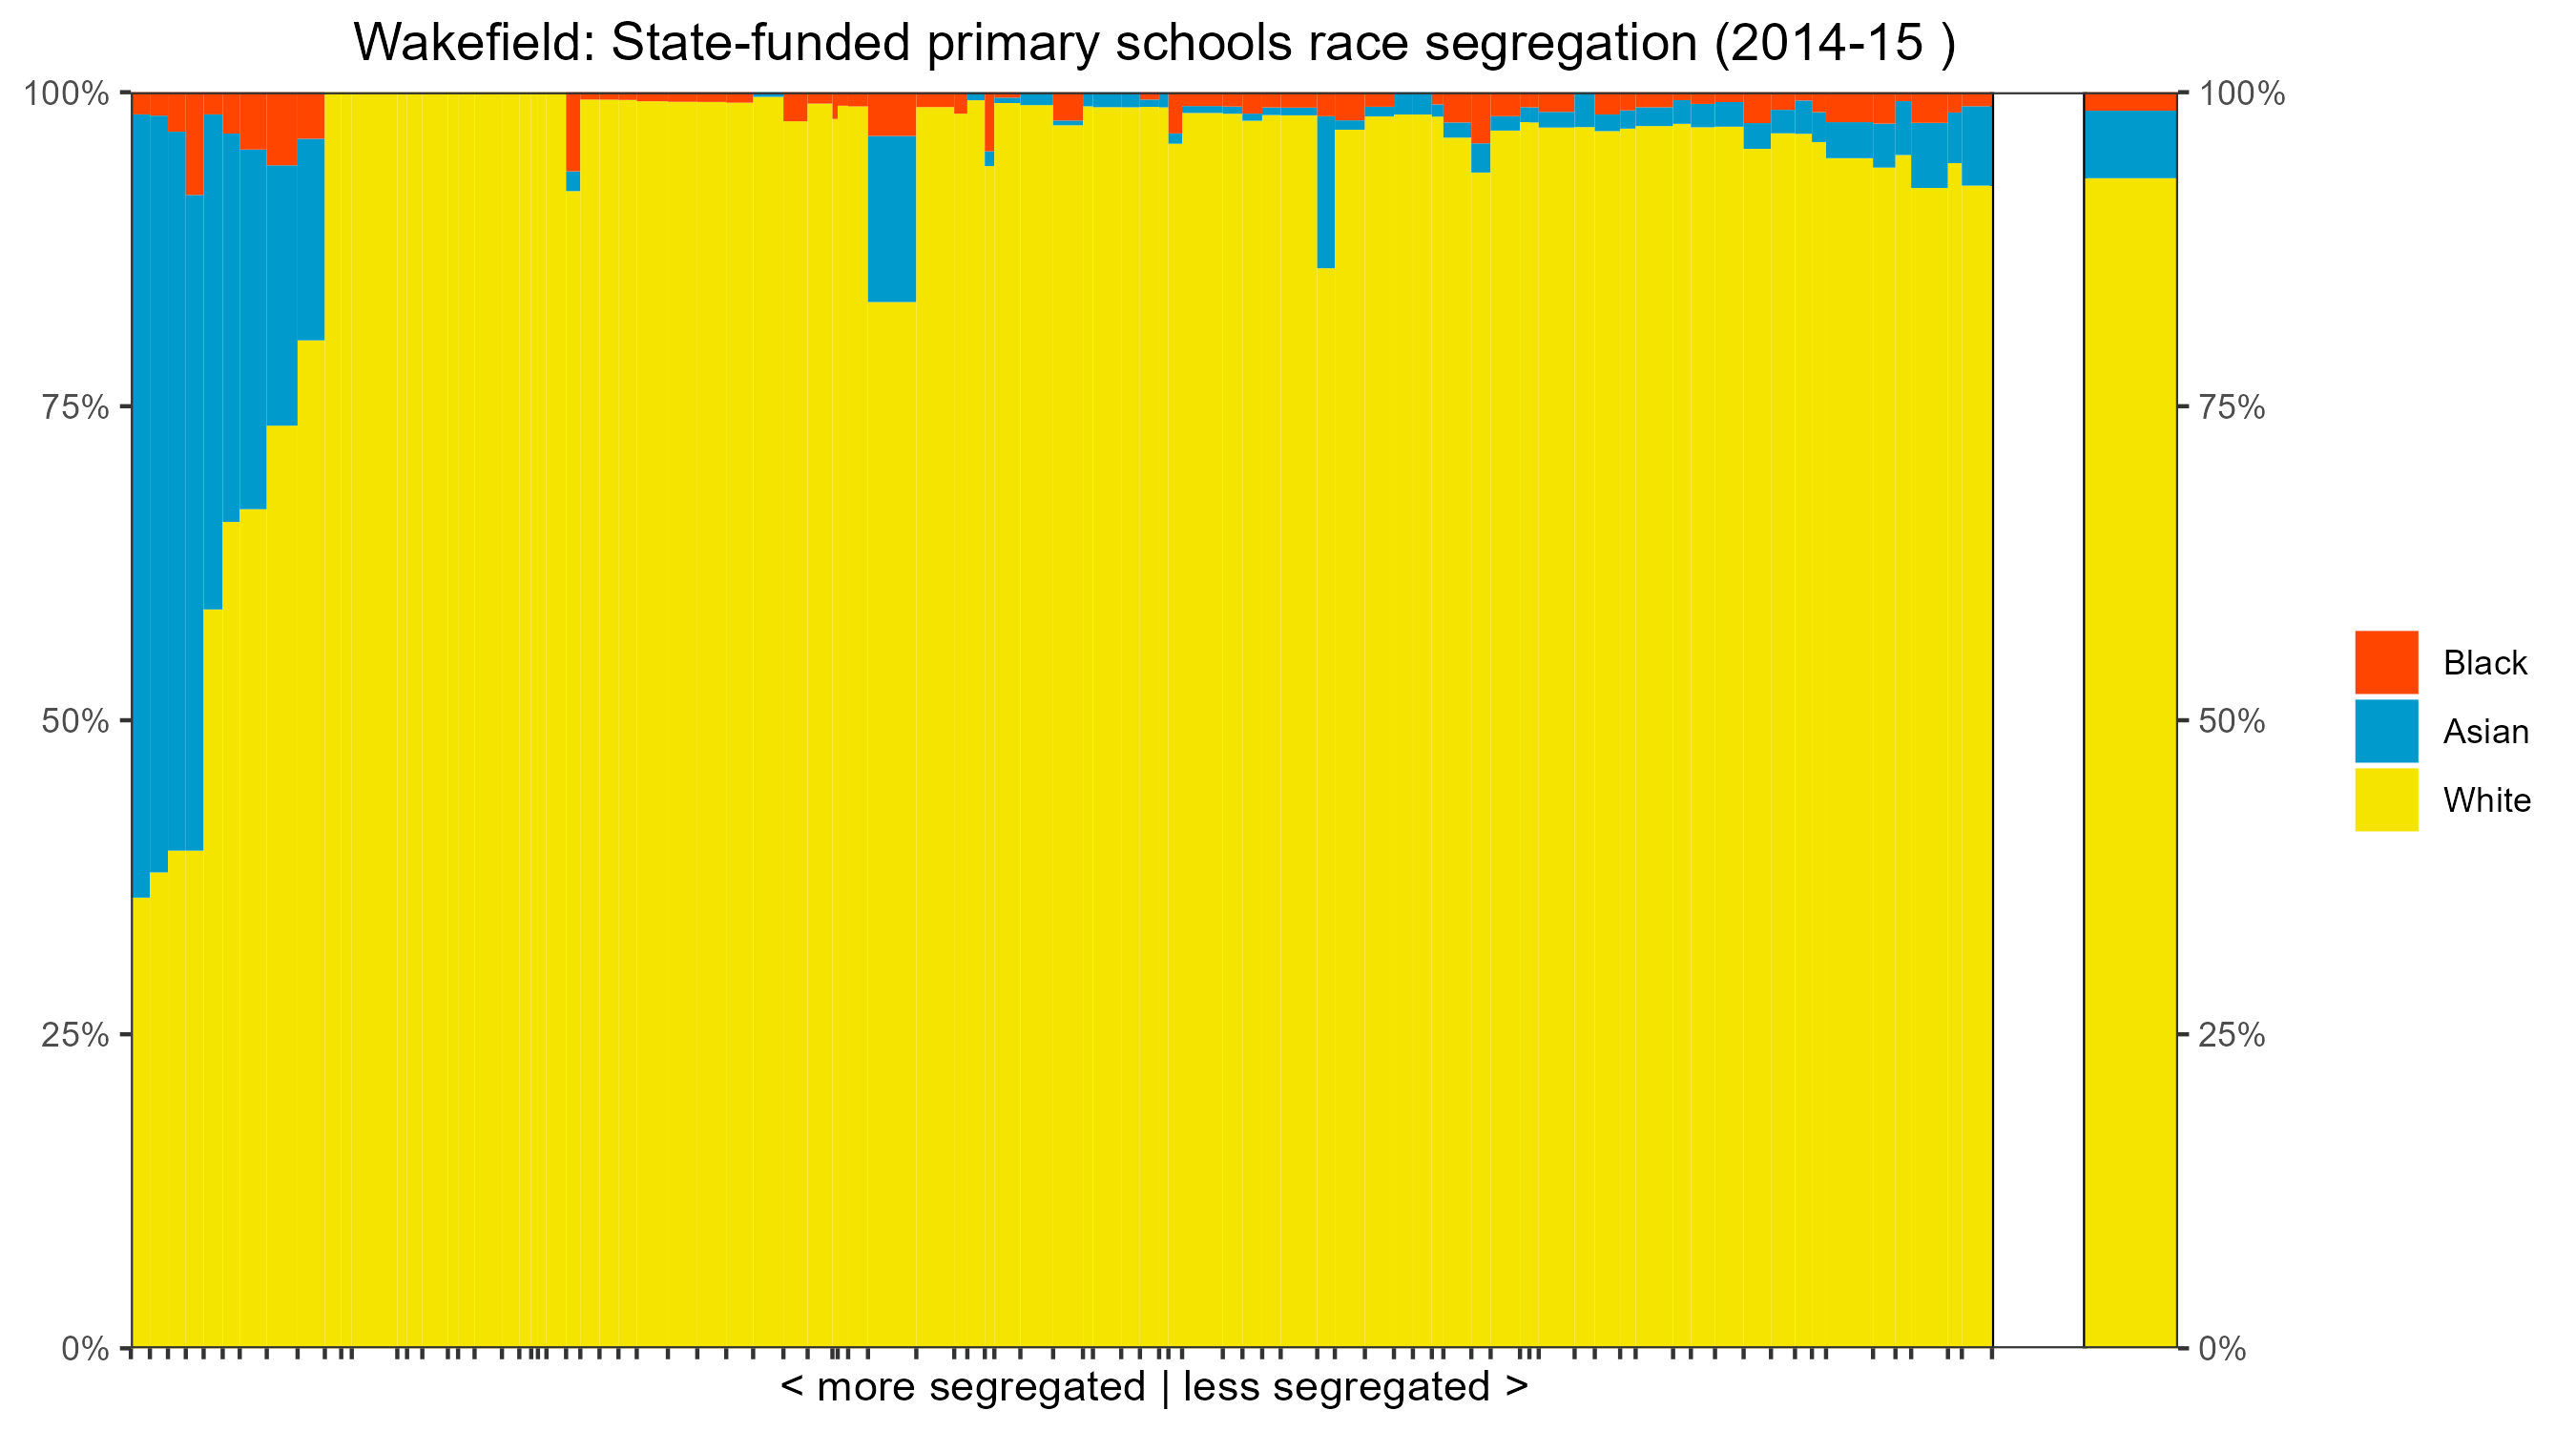 Wakefield: State-funded primary schools race segregation (2014-15 )
100%
75%
50%
25%
0%
100%
75%
50%
25%
0%
Black
Asian
White
< more segregated | less segregated >